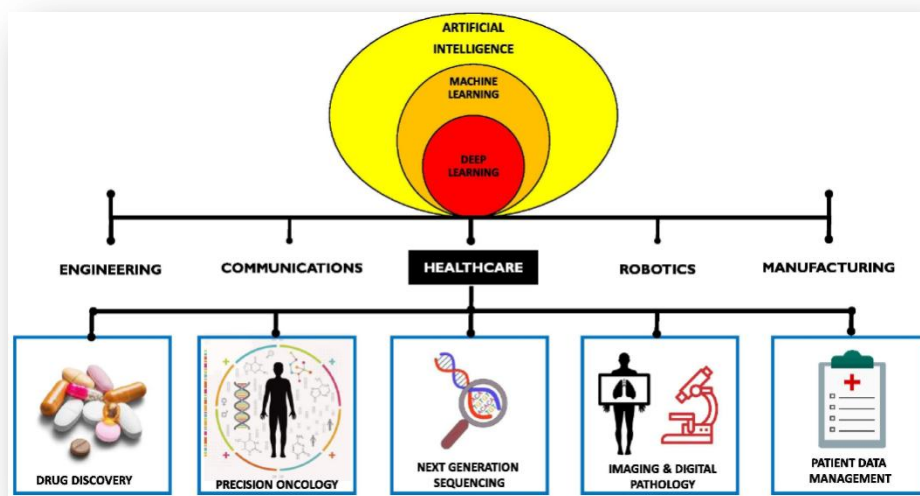 ARTIFICIAL
INTELLIGENCE
MACHINE
LEARNING
DEEP
LEARNING
ENGINEERING
COMMUNICATIONS
HEALTHCARE
ROBOTICS
MANUFACTURING
DRUG DISCOVERY
PRECISION ONCOLOGY
NEXT GENERATION
SEQUENCING
IMAGING & DIGITAL
PATHOLOGY
PATIENT DATA
MANAGEMENT